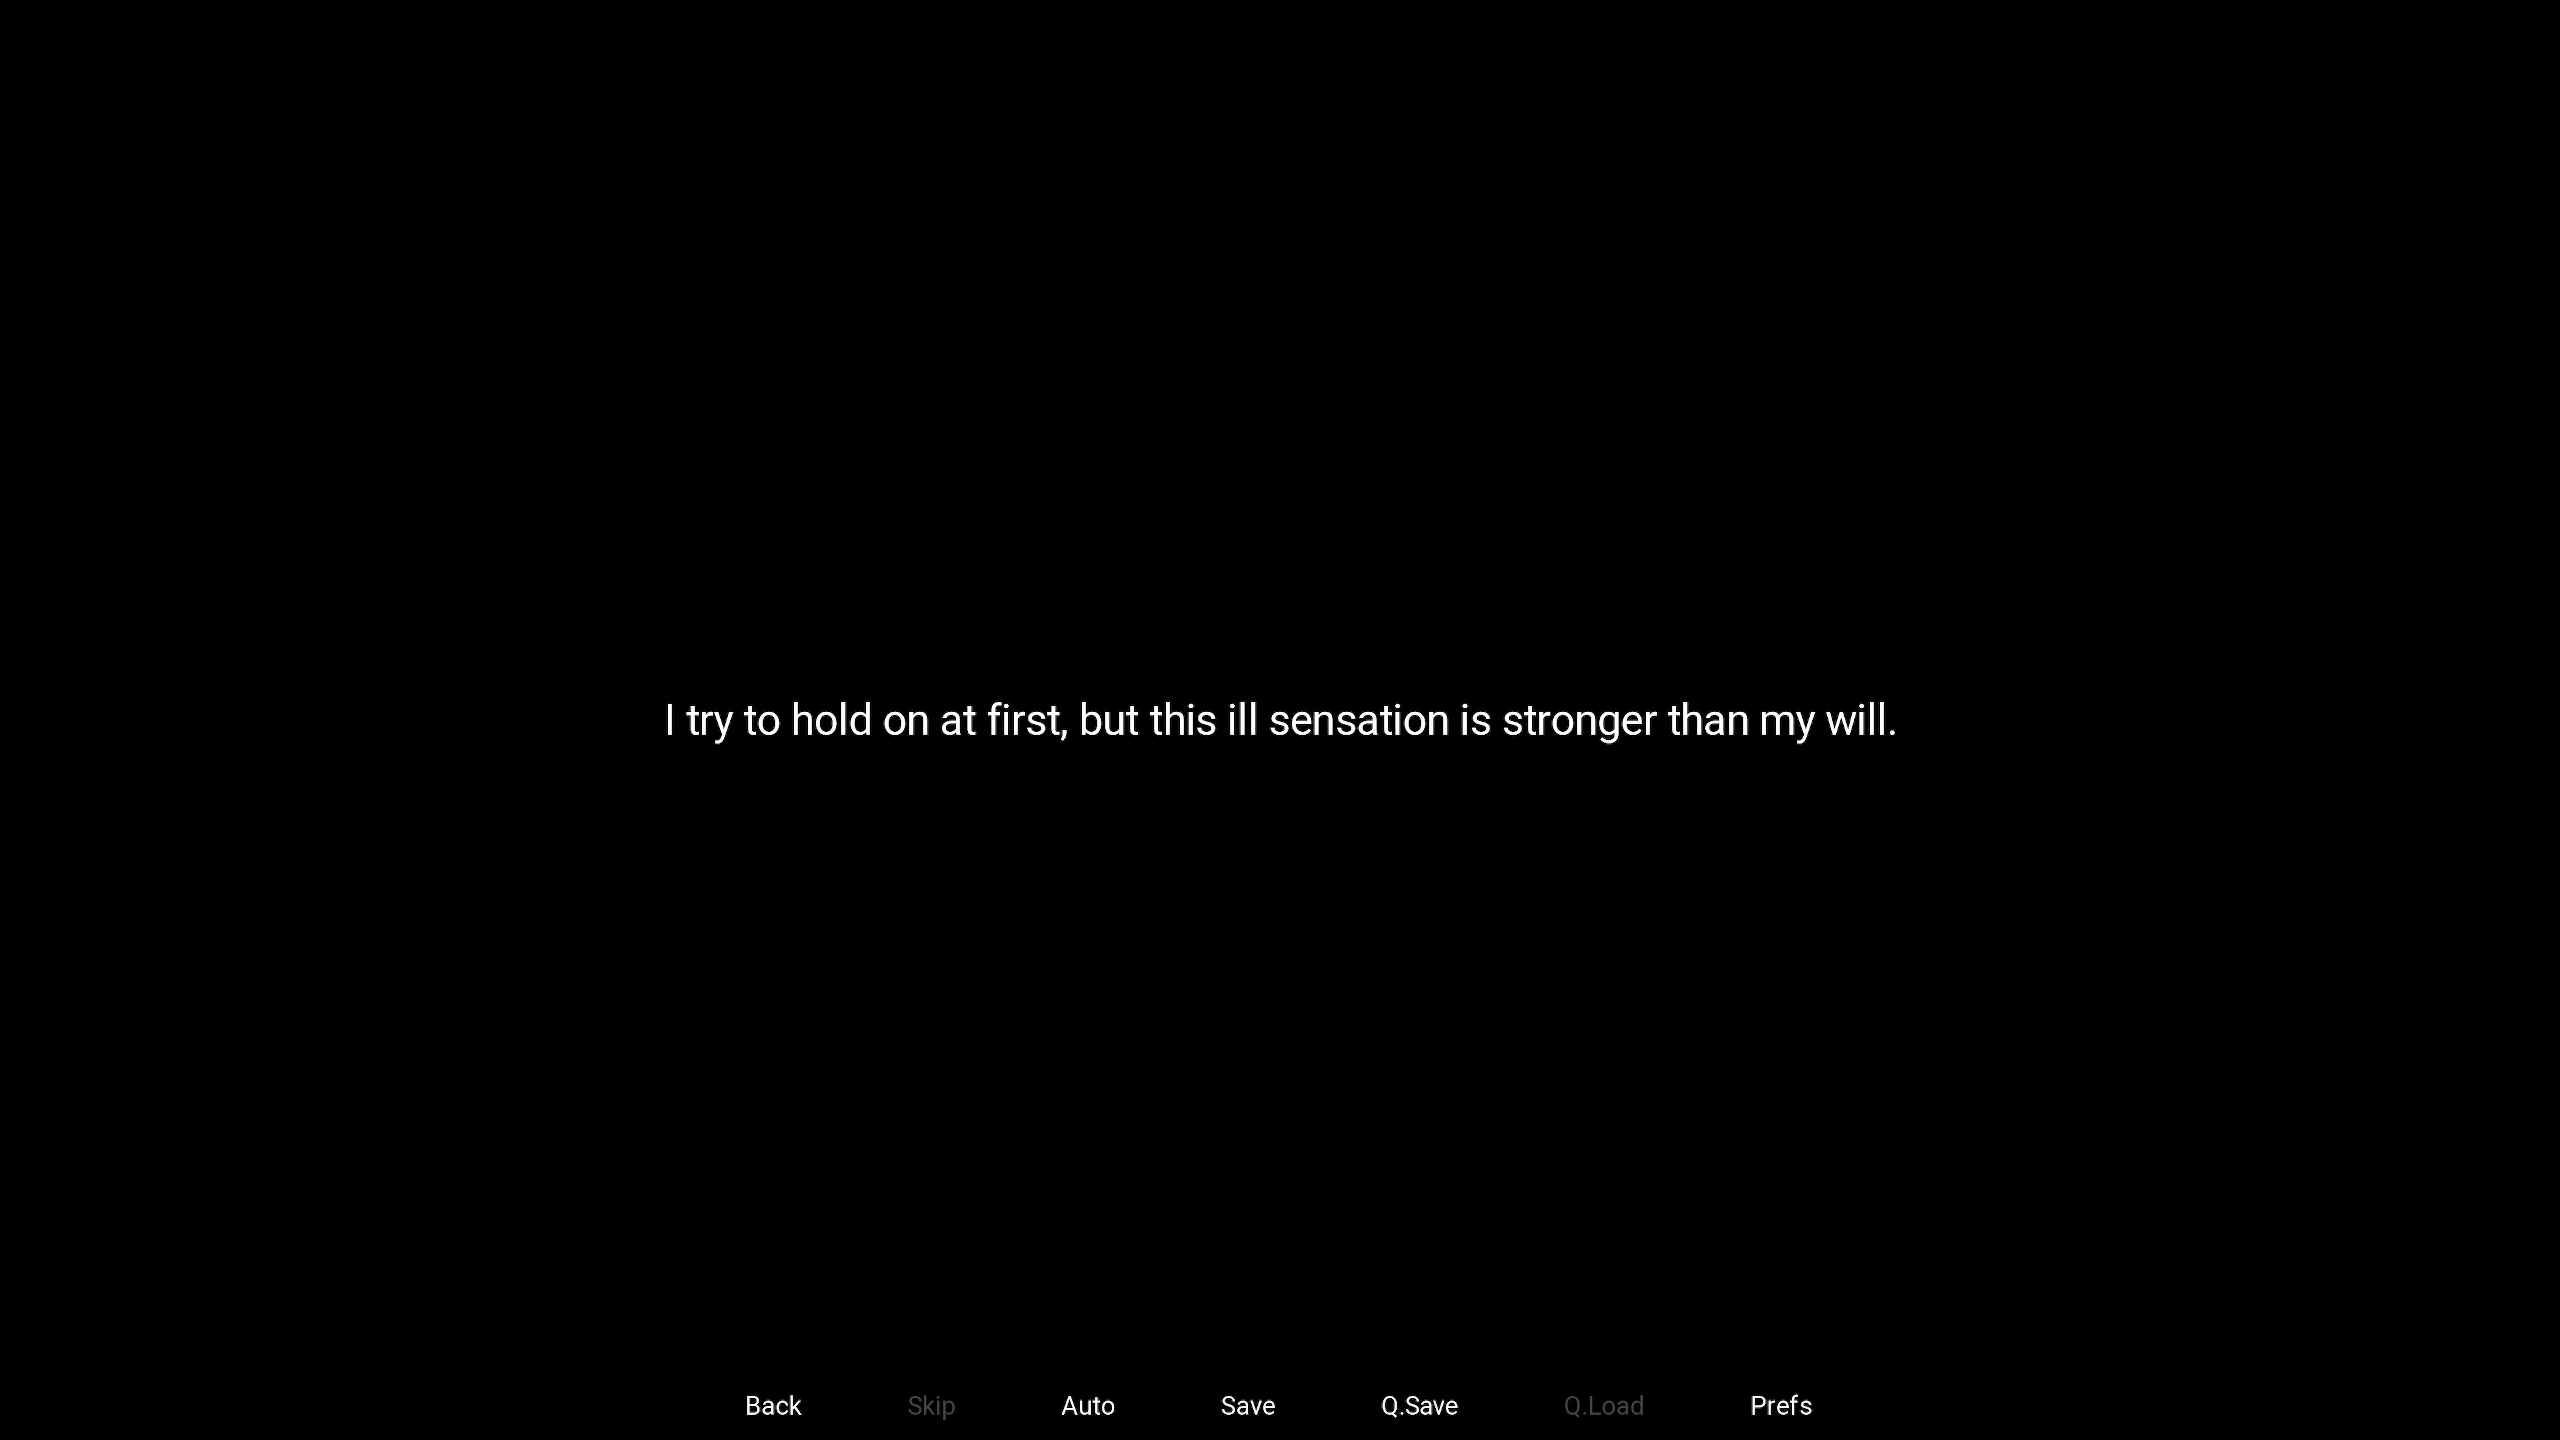 I try to hold on at first, but this ill sensation is stronger than my will.
Back Skip Auto Save Q.Save Q.Load Prefs